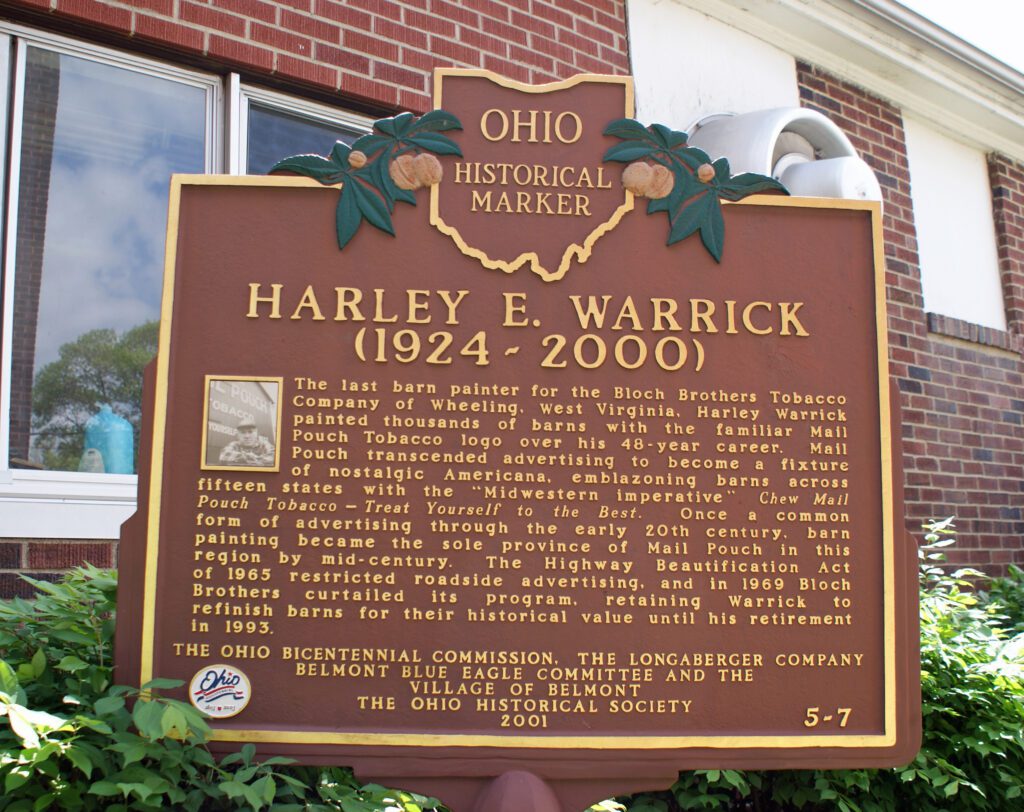 OHIO
HISTORICAL
MARKER
HARLEY E. WARRICK
(1924 - 2000)
The last barn painter for the Bloch Brothers Tobacco
Company of Wheeling, West Virginia, Harley Warrick
painted thousands of barns with the familiar Mail
Pouch Tobacco logo over his 48-year career. Mail
Pouch transcended advertising to become a fixture
of nostalgic Americana, emblazoning barns across
fifteen states with the "Midwestern imperative" Chew Mail
Pouch Tobacco – Treat Yourself to the Best. Once a common
form of advertising through the early 20th century, barn
painting became the sole province of Mail Pouch in this
region by mid-century. The Highway Beautification Act
of 1965 restricted roadside advertising, and in 1969 Bloch
Brothers curtailed its program, retaining Warrick to
refinish barns for their historical value until his retirement
in 1993.
IL POUCH
TOBACCO
YOURSELF
THE OHIO BICENTENNIAL COMMISSION, THE LONGABERGER COMPANY
BELMONT BLUE EAGLE COMMITTEE AND THE
VILLAGE OF BELMONT
THE OHIO HISTORICAL SOCIETY
2001
5-7
Ohio